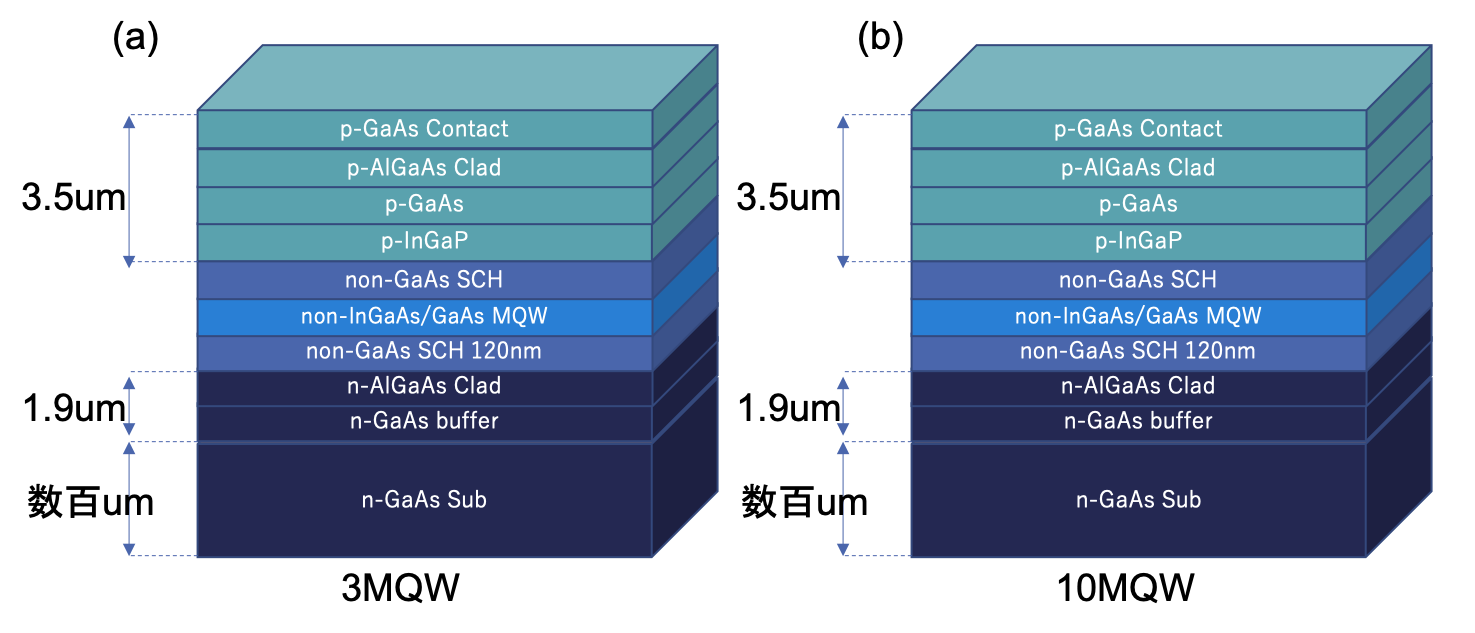 (a)
p-GaAs Contact
p-AlGaAs Clad
3.5um
p-GaAs
p-InGaP
non-GaAs SCH
non-InGaAs/GaAs MQW
non-GaAs SCH 120nm
n-AlGaAs Clad
1.9um
n-GaAs buffer
数百um
n-GaAs Sub
3MQW
(b)
p-GaAs Contact
p-AlGaAs Clad
3.5um
p-GaAs
p-InGaP
non-GaAs SCH
non-InGaAs/GaAs MQW
non-GaAs SCH 120nm
n-AlGaAs Clad
1.9um
n-GaAs buffer
数百um
n-GaAs Sub
10MQW